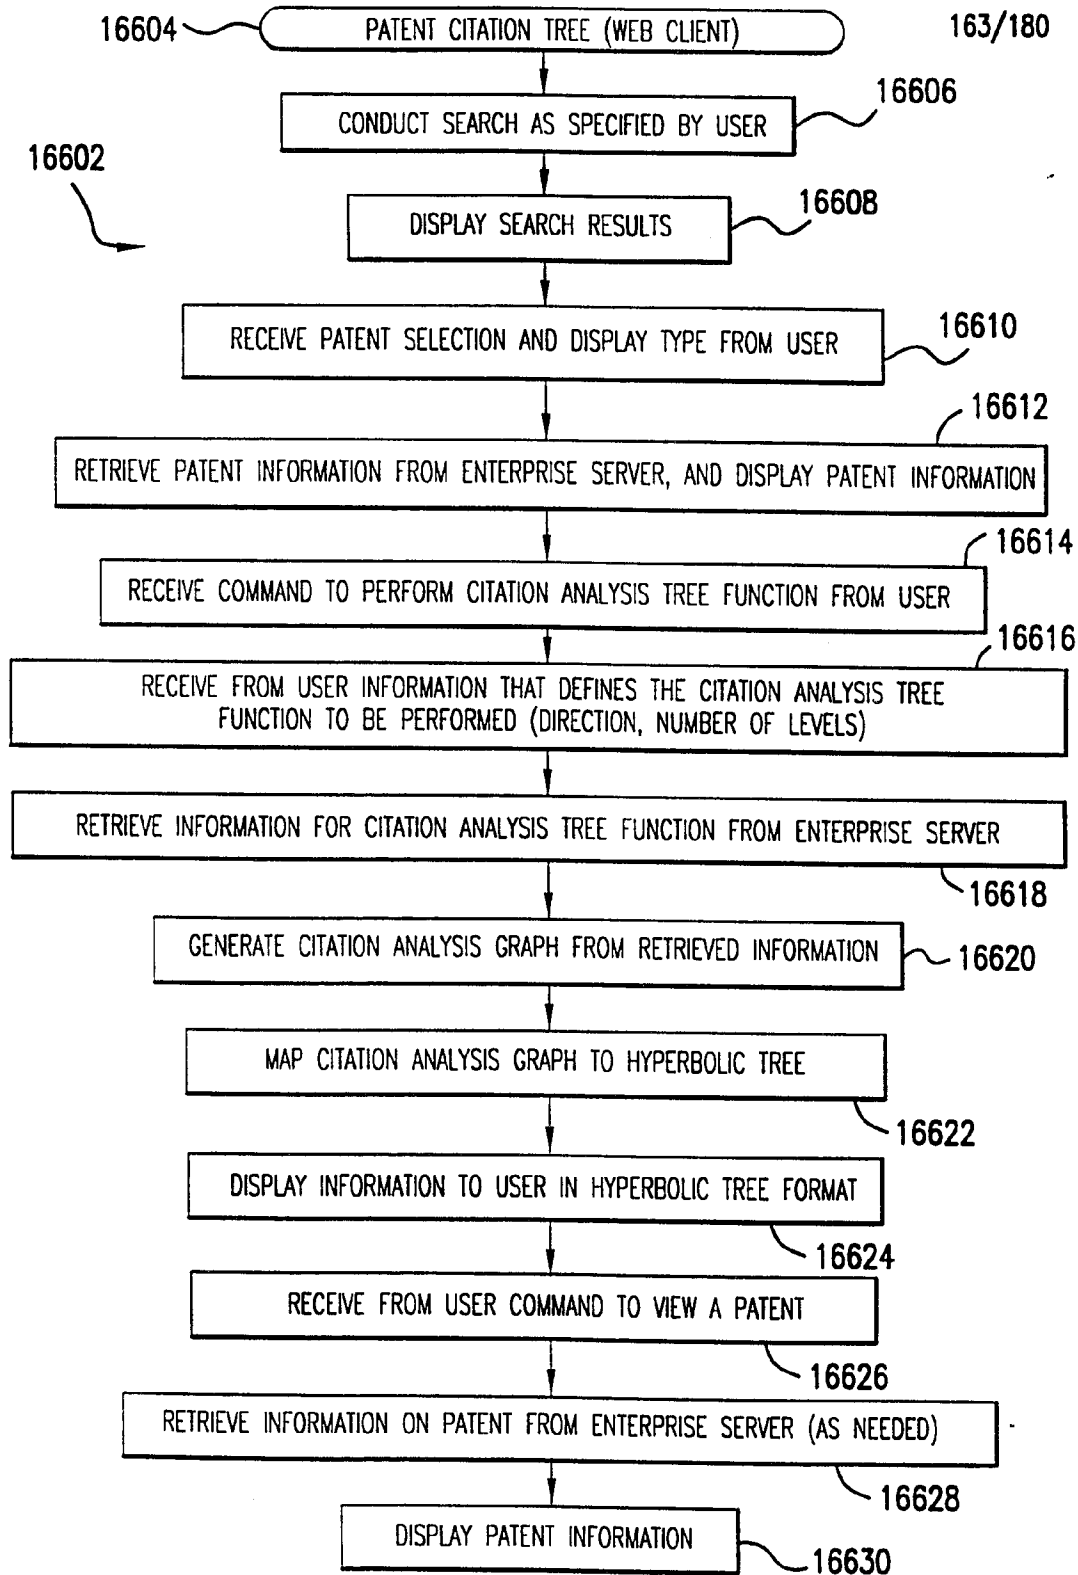 16604
PATENT CITATION TREE (WEB CLIENT)
163/180
16606
CONDUCT SEARCH AS SPECIFIED BY USER
16602
16608
DISPLAY SEARCH RESULTS
16610
RECEIVE PATENT SELECTION AND DISPLAY TYPE FROM USER
16612
RETRIEVE PATENT INFORMATION FROM ENTERPRISE SERVER, AND DISPLAY PATENT INFORMATION
16614
RECEIVE COMMAND TO PERFORM CITATION ANALYSIS TREE FUNCTION FROM USER
16616
RECEIVE FROM USER INFORMATION THAT DEFINES THE CITATION ANALYSIS TREE
FUNCTION TO BE PERFORMED (DIRECTION, NUMBER OF LEVELS)
RETRIEVE INFORMATION FOR CITATION ANALYSIS TREE FUNCTION FROM ENTERPRISE SERVER
16618
GENERATE CITATION ANALYSIS GRAPH FROM RETRIEVED INFORMATION
16620
MAP CITATION ANALYSIS GRAPH TO HYPERBOLIC TREE
16622
DISPLAY INFORMATION TO USER IN HYPERBOLIC TREE FORMAT
16624
RECEIVE FROM USER COMMAND TO VIEW A PATENT
16626
RETRIEVE INFORMATION ON PATENT FROM ENTERPRISE SERVER (AS NEEDED)
16628
DISPLAY PATENT INFORMATION
16630